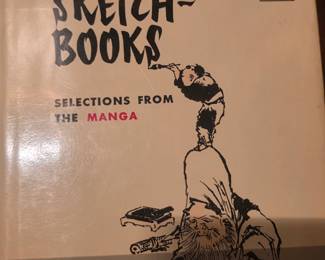 SKETCH-
BOOKS
SELECTIONS FROM
THE MANGA